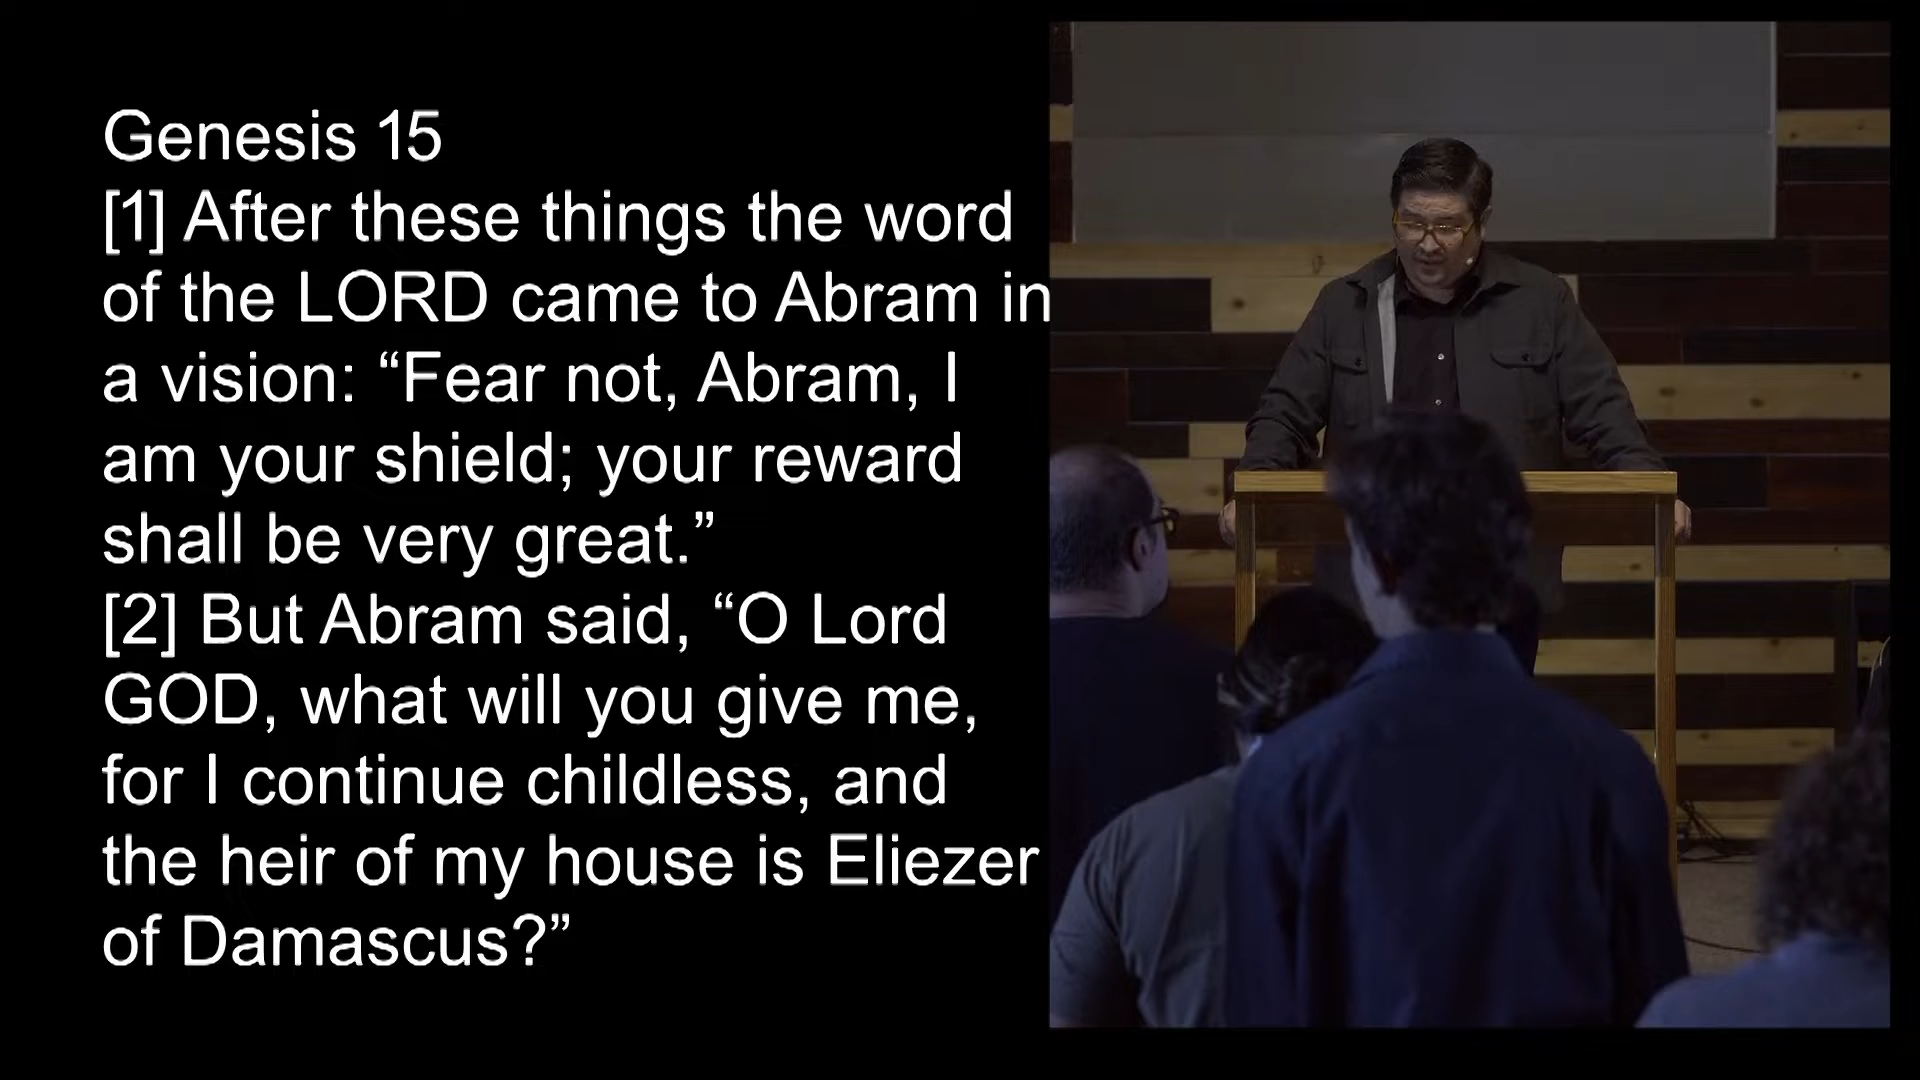 Genesis 15
[1] After these things the word
of the LORD came to Abram in
a vision: “Fear not, Abram, I
am your shield; your reward
shall be very great.”
[2] But Abram said, “O Lord
GOD, what will you give me,
for I continue childless, and
the heir of my house is Eliezer
of Damascus?”